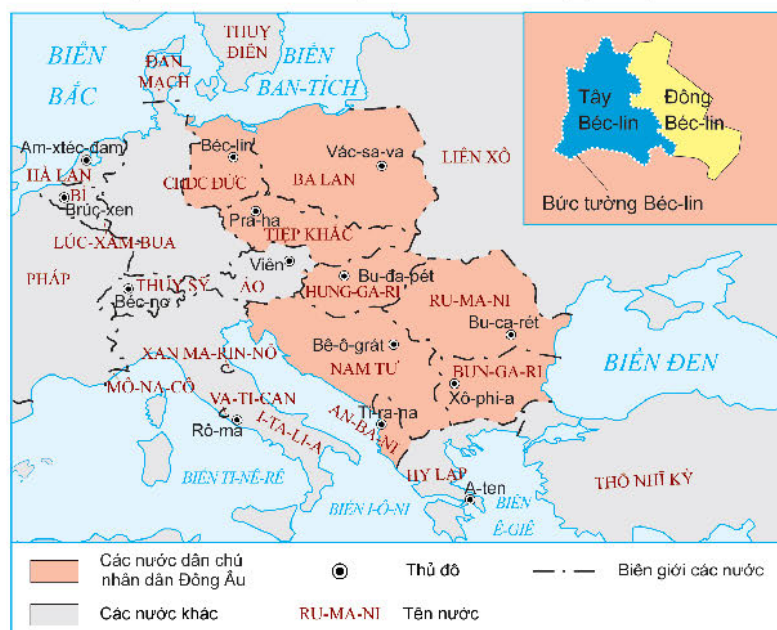 THUỴ
ĐIỂN
BIỂN
BẮC
ĐAN
MẠCH
BIỂN
BAN-TÍCH
Tây
Béc-lin
Đông
Béc-lin
Bức tường Béc-lin
Am-xtéc-đam
HÀ LAN
BỈ
Brúc-xen
Béc-lin
CHDC ĐỨC
Vác-sa-va
BA LAN
LIÊN XÔ
Pra-ha
TIỆP KHẮC
LÚC-XĂM-BUA
PHÁP
THỤY SỸ
Béc-nơ
Viên
ÁO
Bu-đa-pét
HUNG-GA-RI
RU-MA-NI
Bu-ca-rét
Bê-ô-grát
NAM TƯ
BUN-GA-RI
Xô-phi-a
BIỂN ĐEN
XAN MA-RIN-NÔ
MÔ-NA-CÔ
VA-TI-CAN
Rô-ma
I-TA-LI-A
Ti-ra-na
AN-BA-NI
HY LẠP
A-ten
THỔ NHĨ KỲ
BIỂN TI-NÊ-RÊ
BIỂN I-Ô-NI
BIỂN
Ê-GIÊ
Các nước dân chủ
nhân dân Đông Âu
Thủ đô
Biên giới các nước
Các nước khác
RU-MA-NI
Tên nước